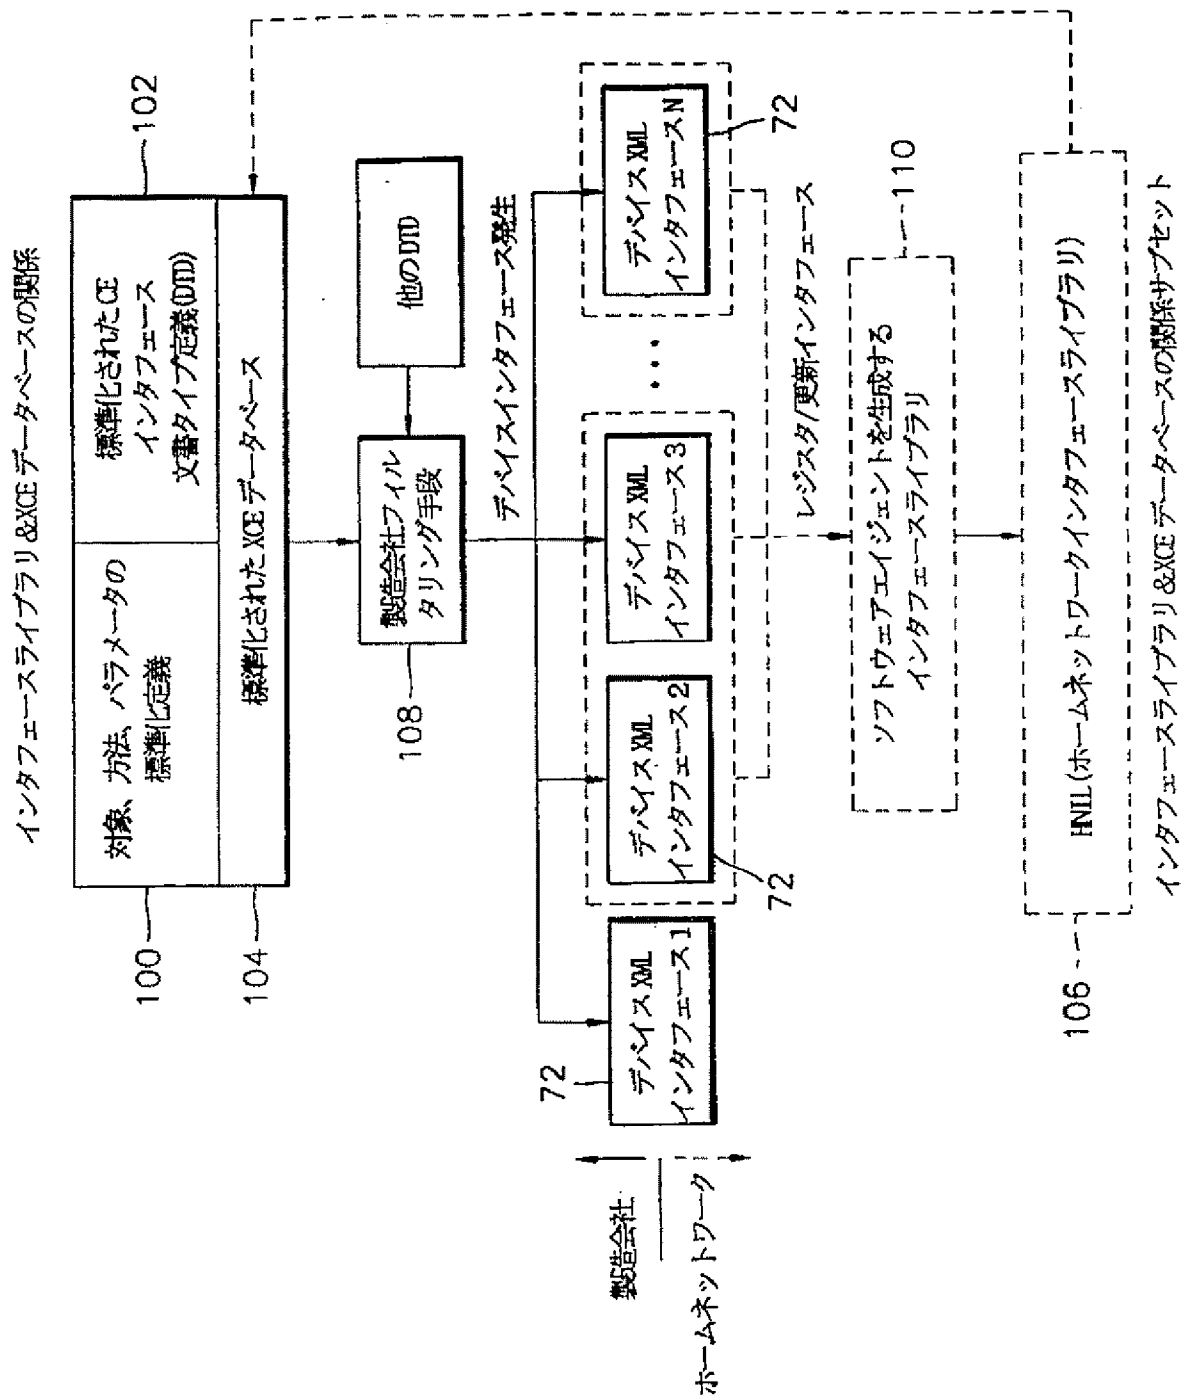 インタフェースライブラリ&XCEデータベースの関係
対象、方法、パラメータの
標準化定義
標準化されたCE
インタフェース
文書タイプ定義(DTD)
標準化されたXCEデータベース
100
102
104
製造会社フィル
タリング手段
108
他のDTD
デバイスインタフェース発生
72
デバイスXML
インタフェース1
デバイスXML
インタフェース2
72
デバイスXML
インタフェース3
• • •
デバイスXML
インタフェースN
72
製造会社
ホームネットワーク
レジスタ/更新インタフェース
ソフトウェアエイジェントを生成する
インタフェースライブラリ
110
HNIL(ホームネットワークインタフェースライブラリ)
106
インタフェースライブラリ&XCEデータベースの関係サブセット